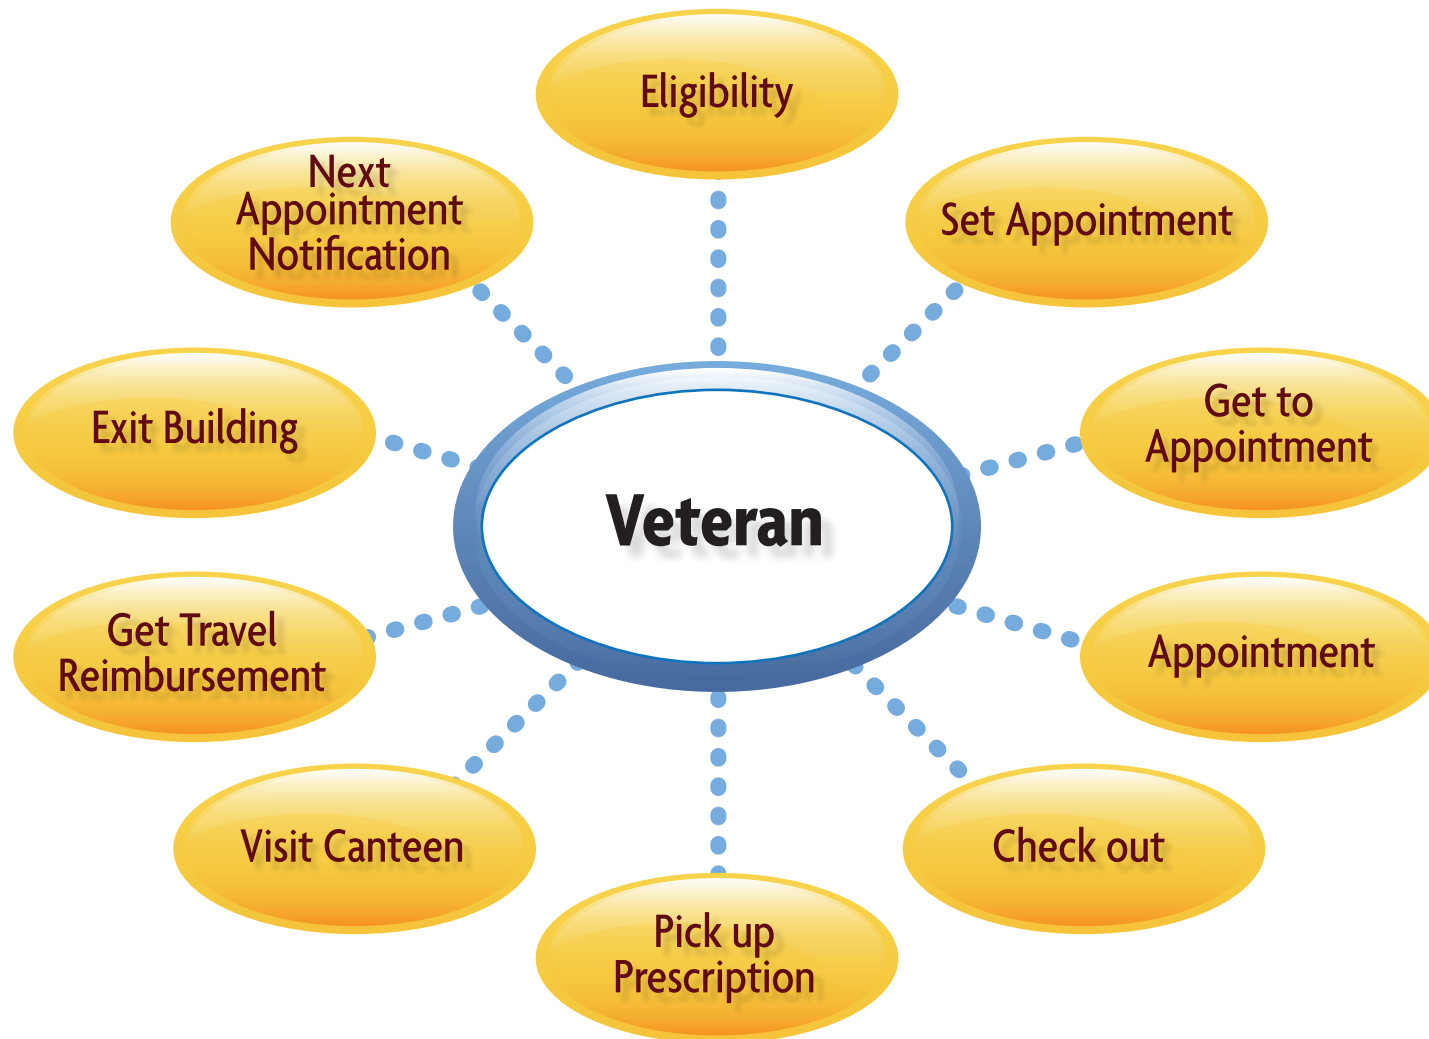 Eligibility
Set Appointment
Get to
Appointment
Appointment
Check out
Pick up
Prescription
Visit Canteen
Get Travel
Reimbursement
Exit Building
Next
Appointment
Notification
Veteran